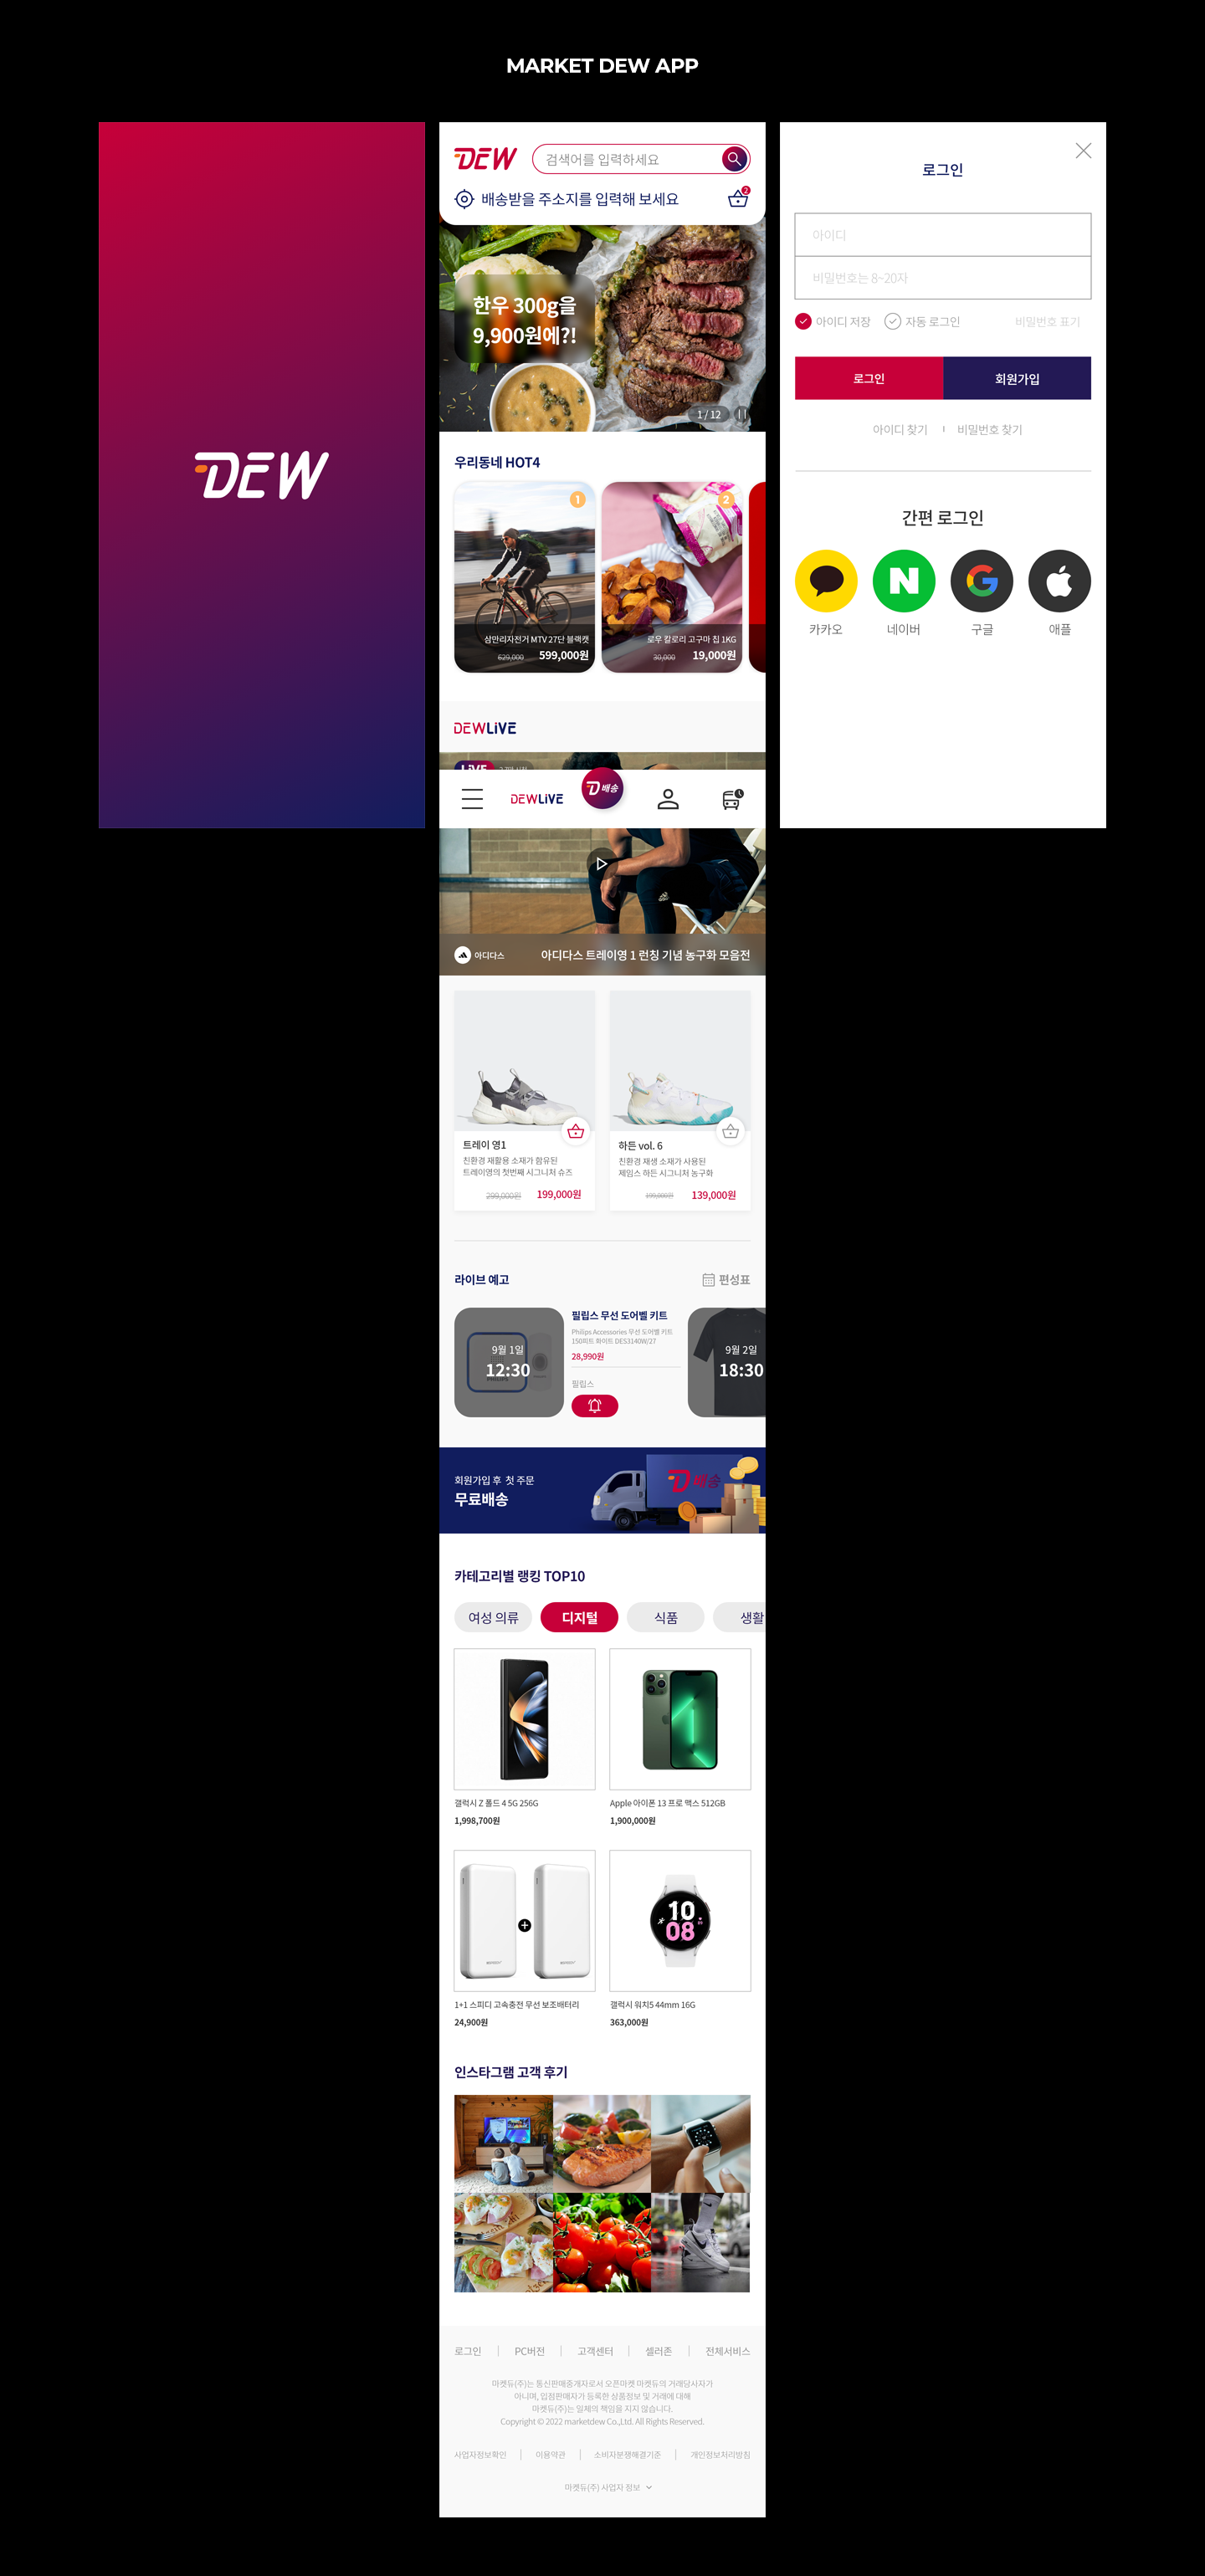 MARKET DEW APP
DEW
DEW
검색어를 입력하세요
배송받을 주소지를 입력해 보세요
2
한우 300g을
9,900원에?!
1 / 12
우리동네 HOT4
1
2
삼만리자전거 MTV 27단 블랙캣
629,000 599,000원
로우 칼로리 고구마 칩 1KG
30,000 19,000원
DEWLIVE
LIVE
DEWLIVE
D배송
아디다스
아디다스 트레이영 1 런칭 기념 농구화 모음전
트레이 영1
친환경 재활용 소재가 함유된
트레이영의 첫번째 시그니처 슈즈
299,000원 199,000원
하든 vol. 6
친환경 재생 소재가 사용된
제임스 하든 시그니처 농구화
199,000원 139,000원
라이브 예고
편성표
9월 1일
12:30
필립스 무선 도어벨 키트
Philips Accessories 무선 도어벨 키트
150피트 화이트 DES3140W/27
28,990원
필립스
9월 2일
18:30
회원가입 후 첫 주문
무료배송
D배송
카테고리별 랭킹 TOP10
여성 의류
디지털
식품
생활
갤럭시 Z 폴드 4 5G 256G
1,998,700원
Apple 아이폰 13 프로 맥스 512GB
1,900,000원
10
08
1+1 스피디 고속충전 무선 보조배터리
24,900원
갤럭시 워치5 44mm 16G
363,000원
인스타그램 고객 후기
로그인 | PC버전 | 고객센터 | 셀러존 | 전체서비스
마켓듀(주)는 통신판매중개자로서 오픈마켓 마켓듀의 거래당사자가
아니며, 입점판매자가 등록한 상품정보 및 거래에 대해
마켓듀(주)는 일체의 책임을 지지 않습니다.
Copyright © 2022 marketdew Co.,Ltd. All Rights Reserved.
사업자정보확인 | 이용약관 | 소비자분쟁해결기준 | 개인정보처리방침
마켓듀(주) 사업자 정보
로그인
아이디
비밀번호는 8~20자
아이디 저장
자동 로그인
비밀번호 표기
로그인
회원가입
아이디 찾기
비밀번호 찾기
간편 로그인
N
카카오
네이버
구글
애플